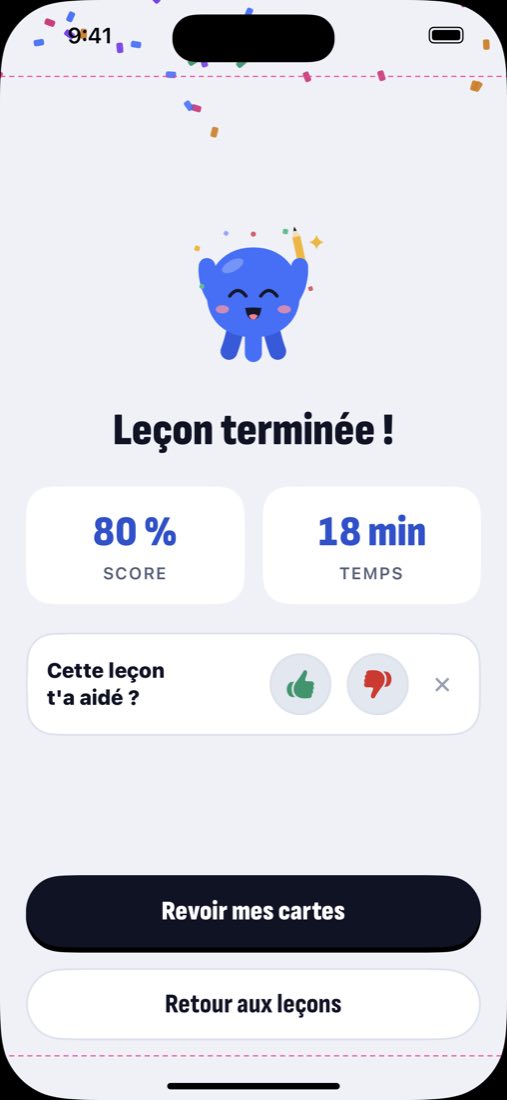 9:41
Leçon terminée !
80 %
SCORE
18 min
TEMPS
Cette leçon
t'a aidé ?
Revoir mes cartes
Retour aux leçons